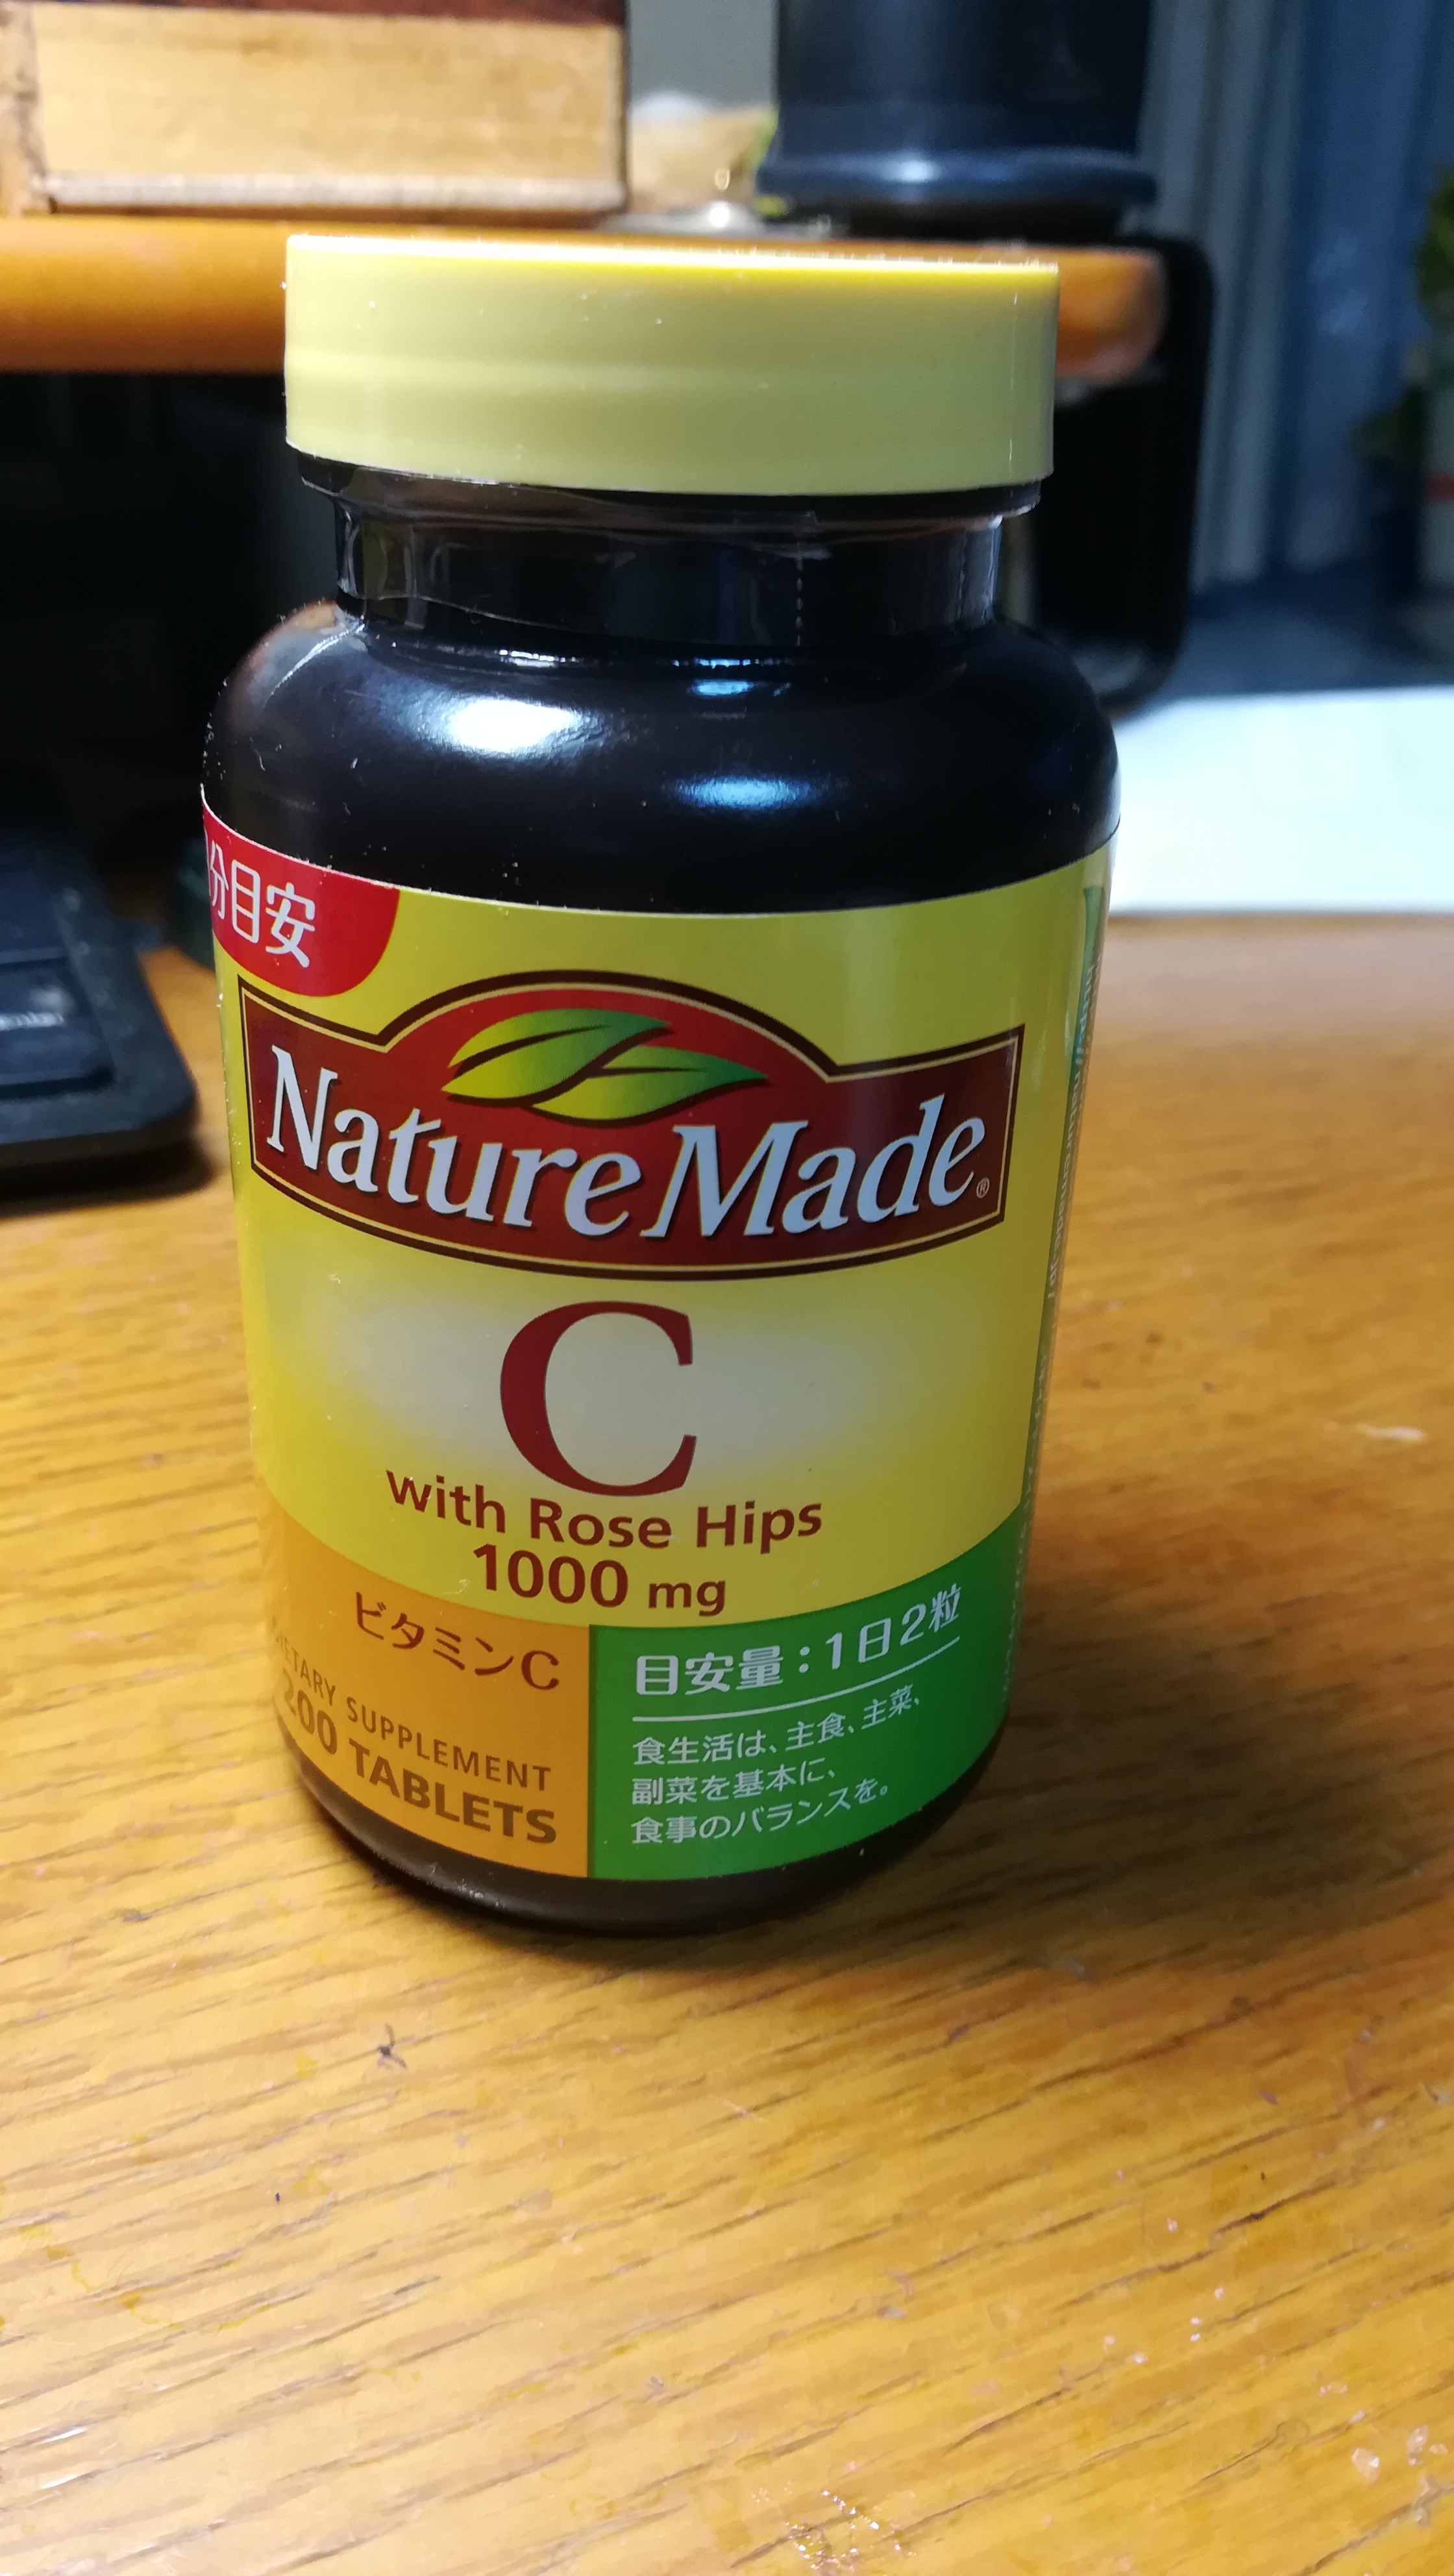 分目安
Nature Made®
C
with Rose Hips
1000 mg
ビタミンC
DIETARY SUPPLEMENT
200 TABLETS
目安量：1日2粒
食生活は、主食、主菜、
副菜を基本に、
食事のバランスを。